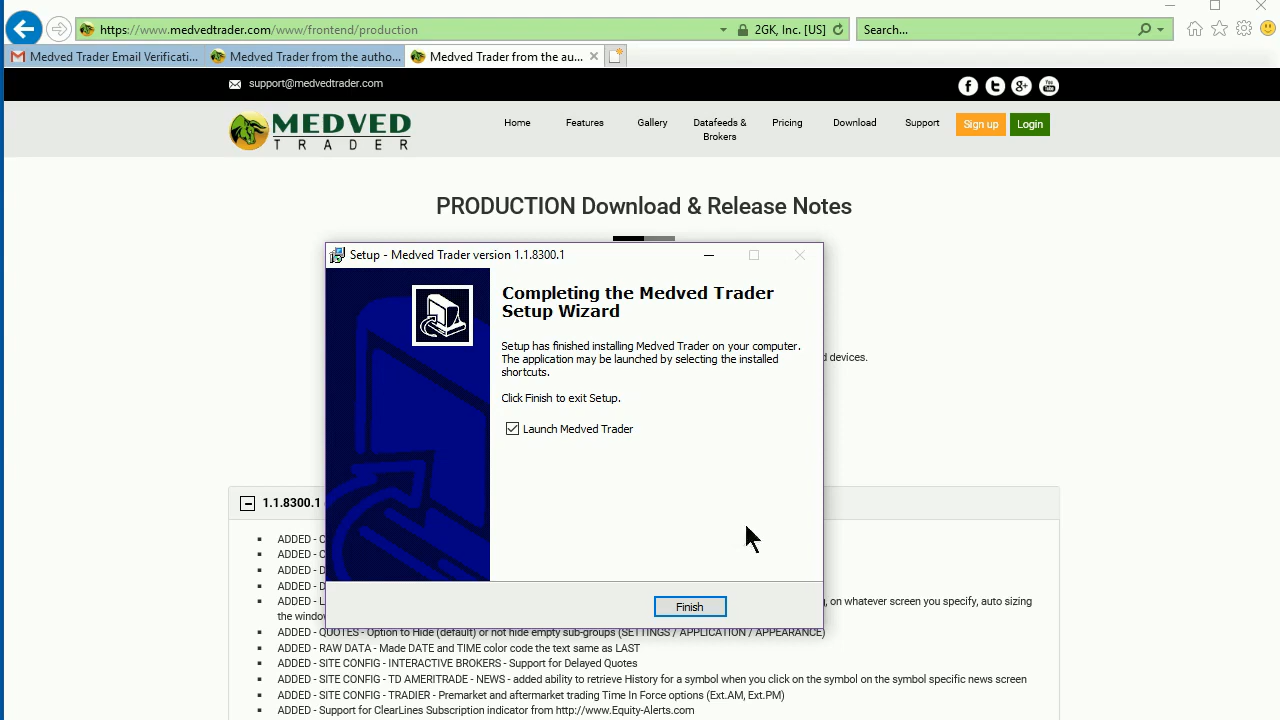 https://www.medvedtrader.com/www/frontend/production
2GK, Inc. [US]
Search...
Medved Trader Email Verificati...
Medved Trader from the autho...
Medved Trader from the au...
support@medvedtrader.com
MEDVED
TRADER
Home
Features
Gallery
Datafeeds &
Brokers
Pricing
Download
Support
Sign up
Login
PRODUCTION Download & Release Notes
Setup - Medved Trader version 1.1.8300.1
Completing the Medved Trader
Setup Wizard
Setup has finished installing Medved Trader on your computer.
The application may be launched by selecting the installed
shortcuts.
devices.
Click Finish to exit Setup.
Launch Medved Trader
Finish
1.1.8300.1
ADDED -
ADDED -
ADDED -
ADDED -
ADDED - , on whatever screen you specify, auto sizing
the window
ADDED - QUOTES - Option to Hide (default) or not hide empty sub-groups (SETTINGS / APPLICATION / APPEARANCE)
ADDED - RAW DATA - Made DATE and TIME color code the text same as LAST
ADDED - SITE CONFIG - INTERACTIVE BROKERS - Support for Delayed Quotes
ADDED - SITE CONFIG - TD AMERITRADE - NEWS - added ability to retrieve History for a symbol when you click on the symbol on the symbol specific news screen
ADDED - SITE CONFIG - TRADIER - Premarket and aftermarket trading Time In Force options (Ext.AM, Ext.PM)
ADDED - Support for ClearLines Subscription indicator from http://www.Equity-Alerts.com